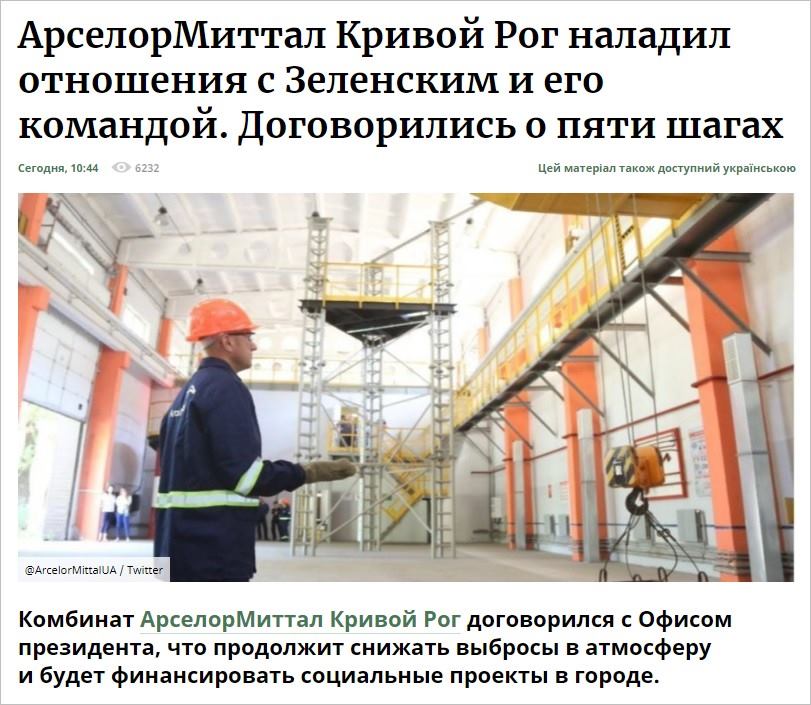 АрселорМиттал Кривой Рог наладил
отношения с Зеленским и его
командой. Договорились о пяти шагах
Сегодня, 10:44 6232 Цей матеріал також доступний українською
@ArcelorMittalUA / Twitter
Комбинат АрселорМиттал Кривой Рог договорился с Офисом
президента, что продолжит снижать выбросы в атмосферу
и будет финансировать социальные проекты в городе.